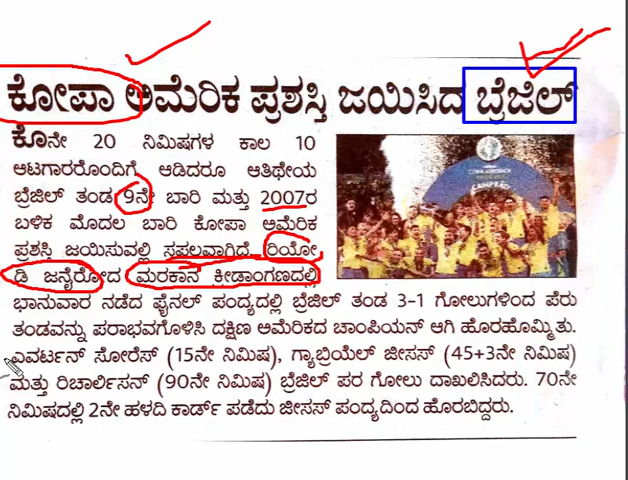 ಕೋಪಾ ಅಮೆರಿಕ ಪ್ರಶಸ್ತಿ ಜಯಿಸಿದ ಬ್ರೆಜಿಲ್
ಕೊನೇ 20 ನಿಮಿಷಗಳ ಕಾಲ 10
ಆಟಗಾರರೊಂದಿಗೆ ಆಡಿದರೂ ಆತಿಥೇಯ
ಬ್ರೆಜಿಲ್ ತಂಡ 9ನೇ ಬಾರಿ ಮತ್ತು 2007ರ
ಬಳಿಕ ಮೊದಲ ಬಾರಿ ಕೋಪಾ ಅಮೆರಿಕ
ಪ್ರಶಸ್ತಿ ಜಯಿಸುವಲ್ಲಿ ಸಫಲವಾಗಿದೆ. ರಿಯೋ
ಡಿ ಜನೈರೋದ ಮರಕಾನ ಕ್ರೀಡಾಂಗಣದಲ್ಲಿ
ಭಾನುವಾರ ನಡೆದ ಫೈನಲ್ ಪಂದ್ಯದಲ್ಲಿ ಬ್ರೆಜಿಲ್ ತಂಡ 3-1 ಗೋಲುಗಳಿಂದ ಪೆರು
ತಂಡವನ್ನು ಪರಾಭವಗೊಳಿಸಿ ದಕ್ಷಿಣ ಅಮೆರಿಕದ ಚಾಂಪಿಯನ್ ಆಗಿ ಹೊರಹೊಮ್ಮಿತು.
ಎವರ್ಟನ್ ಸೋರೆಸ್ (15ನೇ ನಿಮಿಷ), ಗ್ಯಾಬ್ರಿಯೆಲ್ ಜೀಸಸ್ (45+3ನೇ ನಿಮಿಷ)
ಮತ್ತು ರಿಚಾರ್ಲಿಸನ್ (90ನೇ ನಿಮಿಷ) ಬ್ರೆಜಿಲ್ ಪರ ಗೋಲು ದಾಖಲಿಸಿದರು. 70ನೇ
ನಿಮಿಷದಲ್ಲಿ 2ನೇ ಹಳದಿ ಕಾರ್ಡ್ ಪಡೆದು ಜೀಸಸ್ ಪಂದ್ಯದಿಂದ ಹೊರಬಿದ್ದರು.